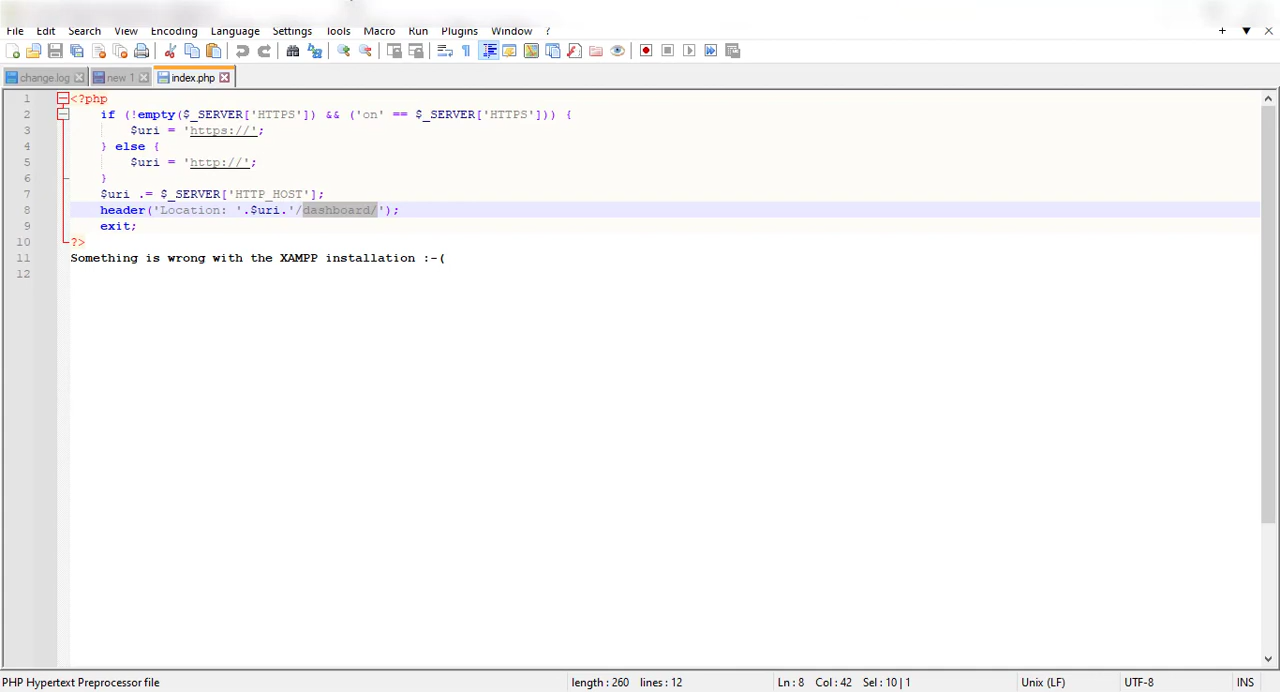 File Edit Search View Encoding Language Settings Tools Macro Run Plugins Window ? + ▼ ✕
change.log new 1 index.php
1 <?php
2 if (!empty($_SERVER['HTTPS']) && ('on' == $_SERVER['HTTPS'])) {
3 $uri = 'https://';
4 } else {
5 $uri = 'http://';
6 }
7 $uri .= $_SERVER['HTTP_HOST'];
8 header('Location: '.$uri.'/dashboard/');
9 exit;
10 ?>
11 Something is wrong with the XAMPP installation :-(
12
PHP Hypertext Preprocessor file length : 260 lines : 12 Ln : 8 Col : 42 Sel : 10 | 1 Unix (LF) UTF-8 INS